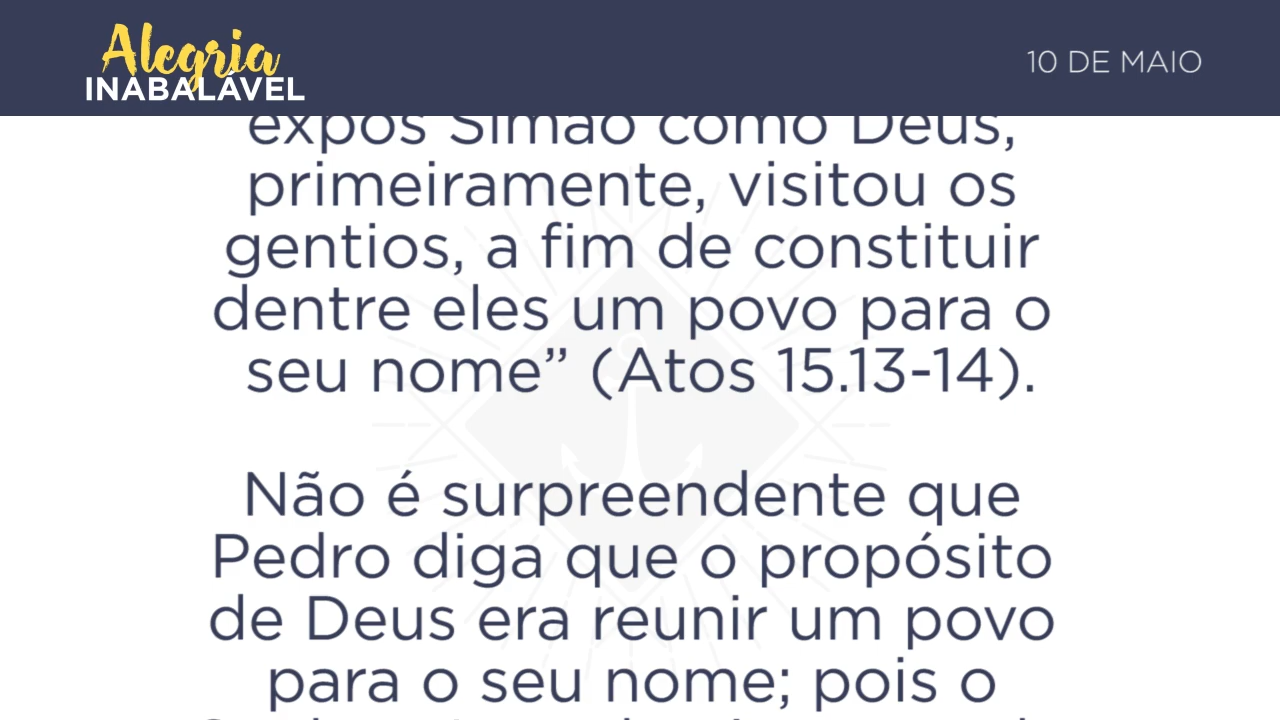 Alegria
INABALÁVEL
10 DE MAIO
expôs Simão como Deus,
primeiramente, visitou os
gentios, a fim de constituir
dentre eles um povo para o
seu nome” (Atos 15.13-14).
Não é surpreendente que
Pedro diga que o propósito
de Deus era reunir um povo
para o seu nome; pois o